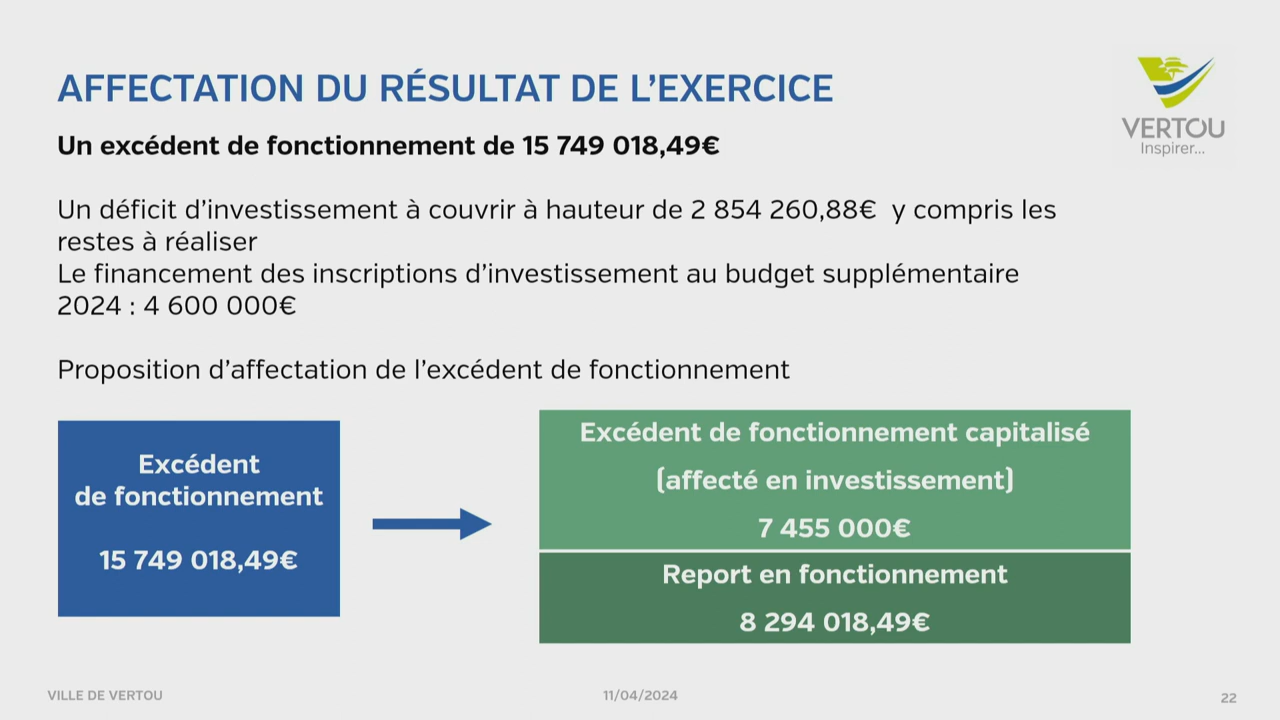 AFFECTATION DU RÉSULTAT DE L'EXERCICE
VERTOU
Inspirer...
Un excédent de fonctionnement de 15 749 018,49€
Un déficit d'investissement à couvrir à hauteur de 2 854 260,88€ y compris les
restes à réaliser
Le financement des inscriptions d'investissement au budget supplémentaire
2024 : 4 600 000€
Proposition d'affectation de l'excédent de fonctionnement
Excédent
de fonctionnement
15 749 018,49€
Excédent de fonctionnement capitalisé
(affecté en investissement)
7 455 000€
Report en fonctionnement
8 294 018,49€
VILLE DE VERTOU
11/04/2024
22